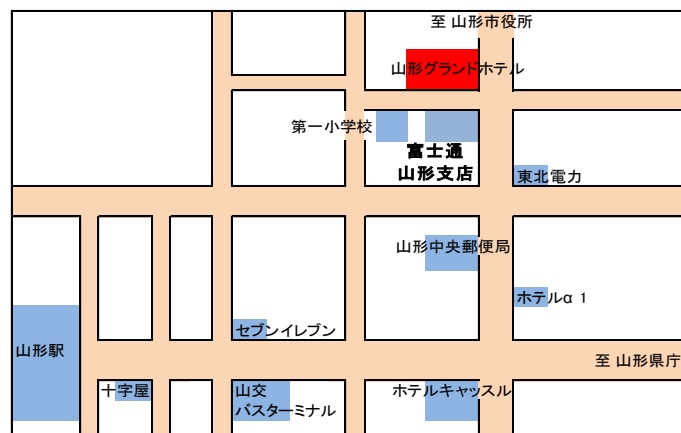 至 山形市役所
山形グランドホテル
第一小学校
富士通
山形支店
東北電力
山形中央郵便局
ホテルα 1
セブンイレブン
山形駅
至 山形県庁
十字屋
山交
バスターミナル
ホテルキャッスル